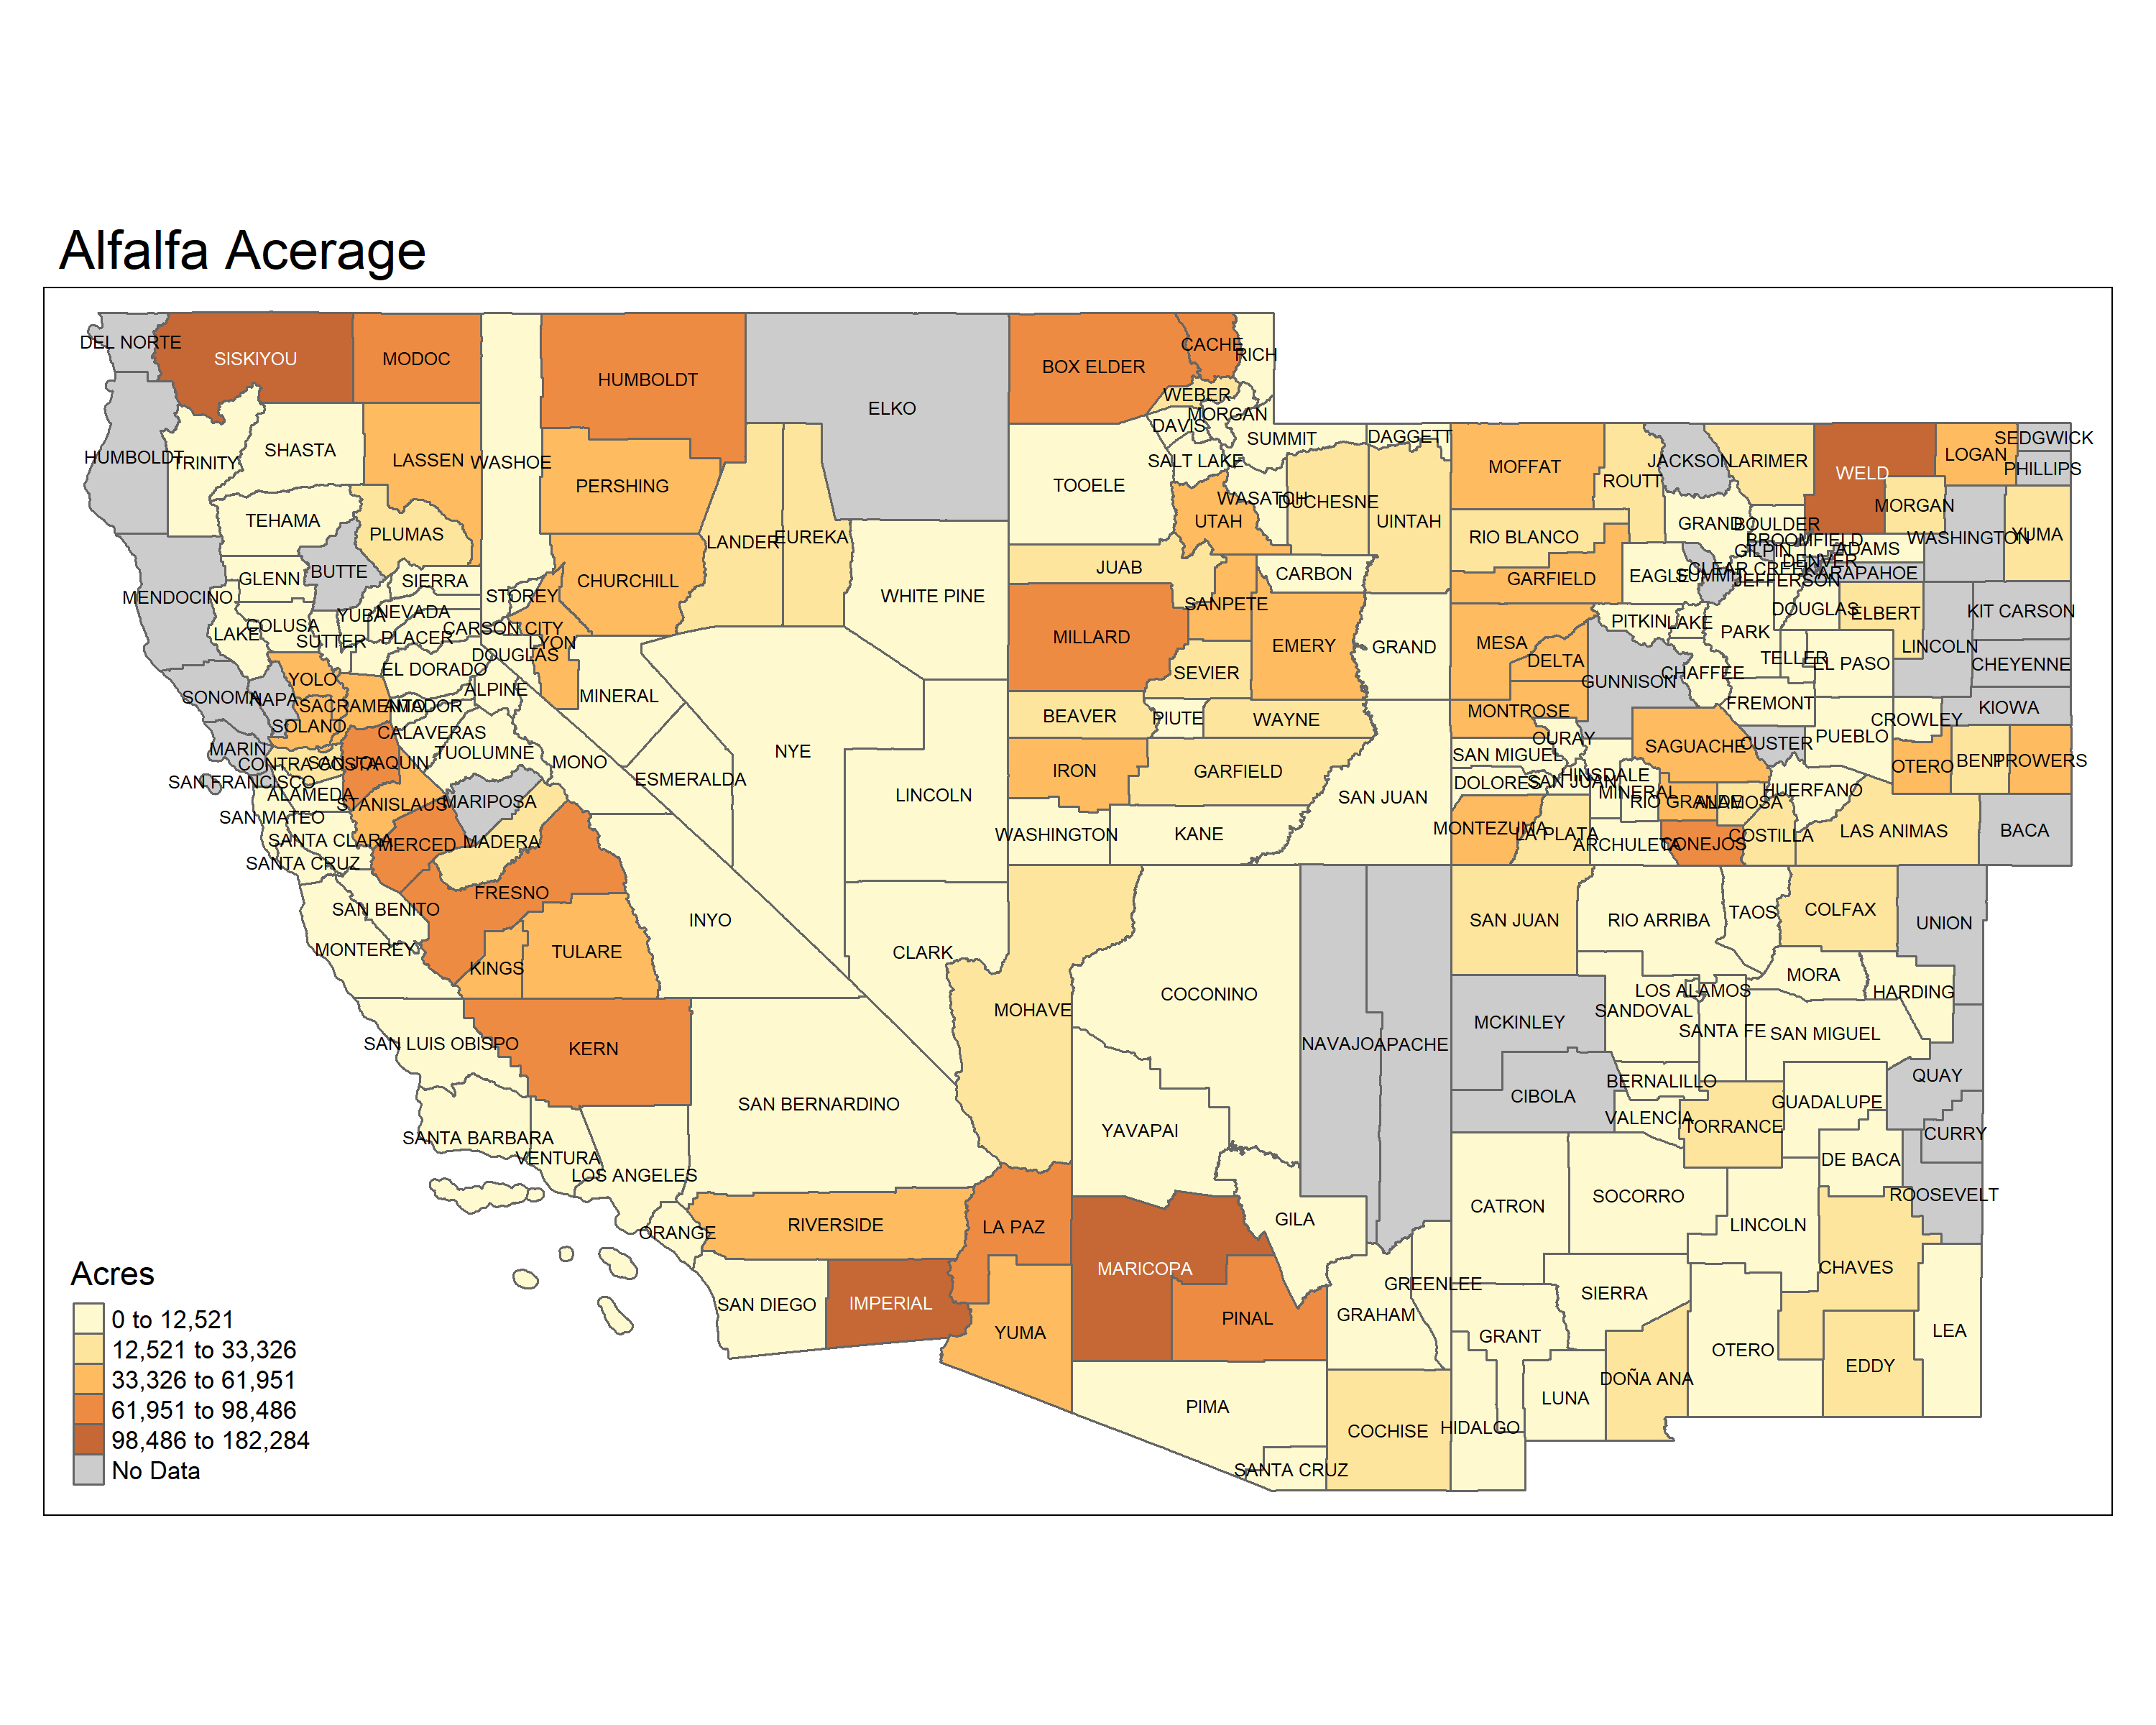 Alfalfa Acerage
DEL NORTE
SISKIYOU
MODOC
HUMBOLDT
ELKO
BOX ELDER
CACHE
RICH
WEBER
MORGAN
DAVIS
SUMMIT
DAGGETT
HUMBOLDT
TRINITY
SHASTA
LASSEN
WASHOE
PERSHING
TOOELE
SALT LAKE
WASATCH
DUCHESNE
UTAH
UINTAH
MOFFAT
ROUTT
JACKSON
LARIMER
WELD
LOGAN
SEDGWICK
PHILLIPS
MORGAN
TEHAMA
PLUMAS
LANDER
EUREKA
RIO BLANCO
GRAND
BOULDER
BROOMFIELD
GILPIN
ADAMS
DENVER
WASHINGTON
YUMA
GLENN
BUTTE
SIERRA
CHURCHILL
JUAB
CARBON
GARFIELD
EAGLE
SUMMIT
CLEAR CREEK
JEFFERSON
ARAPAHOE
MENDOCINO
LAKE
COLUSA
YUBA
NEVADA
SUTTER
PLACER
STOREY
CARSON CITY
LYON
DOUGLAS
WHITE PINE
MILLARD
SANPETE
EMERY
GRAND
MESA
DELTA
PITKIN
LAKE
PARK
DOUGLAS
ELBERT
LINCOLN
KIT CARSON
CHEYENNE
TELLER
EL PASO
CHAFFEE
GUNNISON
FREMONT
SONOMA
NAPA
YOLO
SACRAMENTO
AMADOR
EL DORADO
ALPINE
MINERAL
SEVIER
BEAVER
PIUTE
WAYNE
MONTROSE
OURAY
SAGUACHE
CUSTER
PUEBLO
CROWLEY
KIOWA
SOLANO
CALAVERAS
TUOLUMNE
MARIN
CONTRA COSTA
SAN JOAQUIN
SAN FRANCISCO
ALAMEDA
MONO
NYE
ESMERALDA
LINCOLN
IRON
GARFIELD
SAN JUAN
SAN MIGUEL
DOLORES
SAN JUAN
HINSDALE
MINERAL
RIO GRANDE
ALAMOSA
HUERFANO
OTERO
BENT
PROWERS
SAN MATEO
STANISLAUS
MARIPOSA
SANTA CLARA
MERCED
MADERA
SANTA CRUZ
WASHINGTON
KANE
MONTEZUMA
LA PLATA
ARCHULETA
CONEJOS
COSTILLA
LAS ANIMAS
BACA
FRESNO
SAN BENITO
MONTEREY
KINGS
TULARE
INYO
CLARK
MOHAVE
COCONINO
NAVAJO
APACHE
SAN JUAN
RIO ARRIBA
TAOS
COLFAX
UNION
MORA
HARDING
LOS ALAMOS
SANDOVAL
MCKINLEY
SANTA FE
SAN MIGUEL
SAN LUIS OBISPO
KERN
SAN BERNARDINO
YAVAPAI
CIBOLA
BERNALILLO
VALENCIA
TORRANCE
GUADALUPE
QUAY
CURRY
SANTA BARBARA
VENTURA
LOS ANGELES
DE BACA
ROOSEVELT
ORANGE
RIVERSIDE
LA PAZ
GILA
CATRON
SOCORRO
LINCOLN
CHAVES
SAN DIEGO
IMPERIAL
MARICOPA
PINAL
GREENLEE
GRAHAM
SIERRA
YUMA
GRANT
OTERO
LEA
EDDY
DOÑA ANA
LUNA
PIMA
COCHISE
HIDALGO
SANTA CRUZ
Acres
0 to 12,521
12,521 to 33,326
33,326 to 61,951
61,951 to 98,486
98,486 to 182,284
No Data